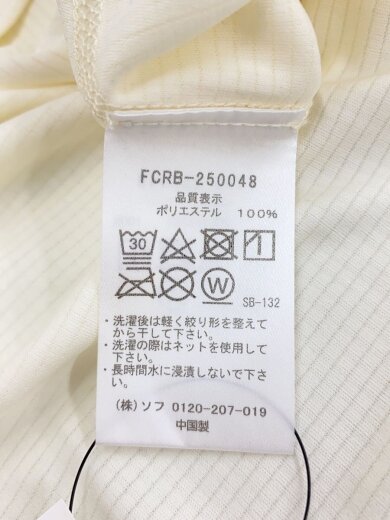 FCRB-250048
品質表示
ポリエステル 100%
30
W
SB-132
・洗濯後は軽く絞り形を整えて
から干して下さい。
・洗濯の際はネットを使用して
下さい。
・長時間水に浸漬しないで下さ
い。
(株)ソフ 0120-207-019
中国製